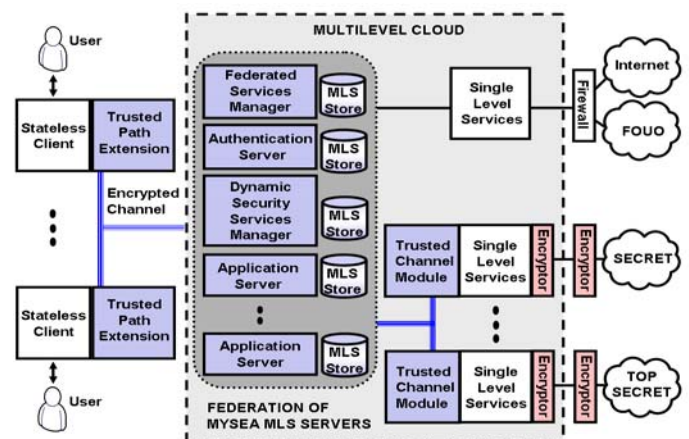 MULTILEVEL CLOUD
User
Stateless
Client
Trusted
Path
Extension
Encrypted
Channel
Stateless
Client
Trusted
Path
Extension
User
Federated
Services
Manager
MLS
Store
Authentication
Server
MLS
Store
Dynamic
Security
Services
Manager
MLS
Store
Application
Server
MLS
Store
Application
Server
MLS
Store
FEDERATION OF
MYSEA MLS SERVERS
Single
Level
Services
Firewall
Internet
FOUO
Trusted
Channel
Module
Single
Level
Services
Encryptor
Encryptor
SECRET
Trusted
Channel
Module
Single
Level
Services
Encryptor
Encryptor
TOP
SECRET